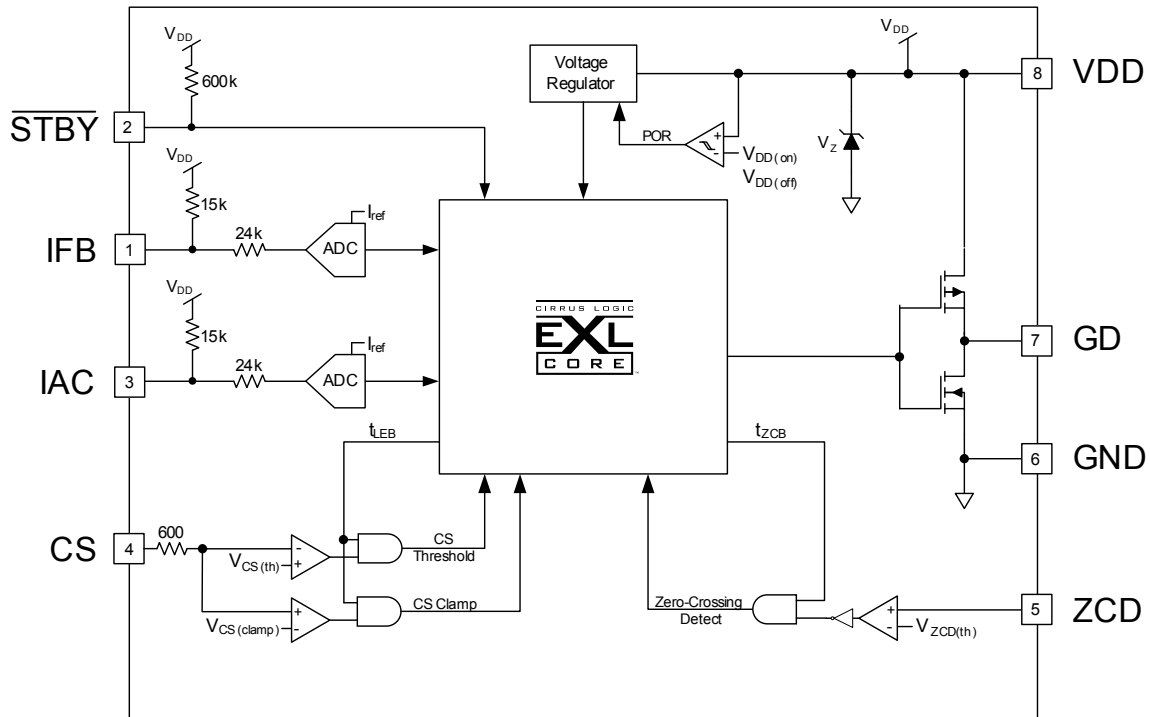 VDD
600k
STBY
2
VDD
15k
IFB
1
24k
ADC
Iref
VDD
15k
IAC
3
24k
ADC
Iref
Voltage
Regulator
POR
+
-
VDD(on)
VDD(off)
VZ
VDD
8
VDD
CIRRUS LOGIC
EXL
CORE
7
GD
6
GND
tLEB
tZCB
CS
4
600
-
+
VCS(th)
CS
Threshold
+
-
VCS(clamp)
CS Clamp
Zero-Crossing
Detect
+
-
VZCD(th)
5
ZCD